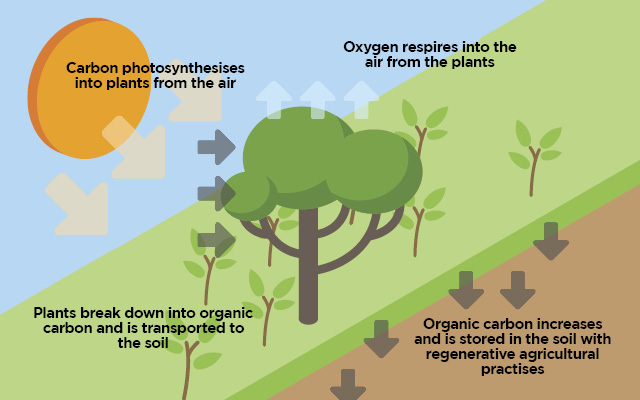 Carbon photosynthesises
into plants from the air
Oxygen respires into the
air from the plants
Plants break down into organic
carbon and is transported to
the soil
Organic carbon increases
and is stored in the soil with
regenerative agricultural
practises